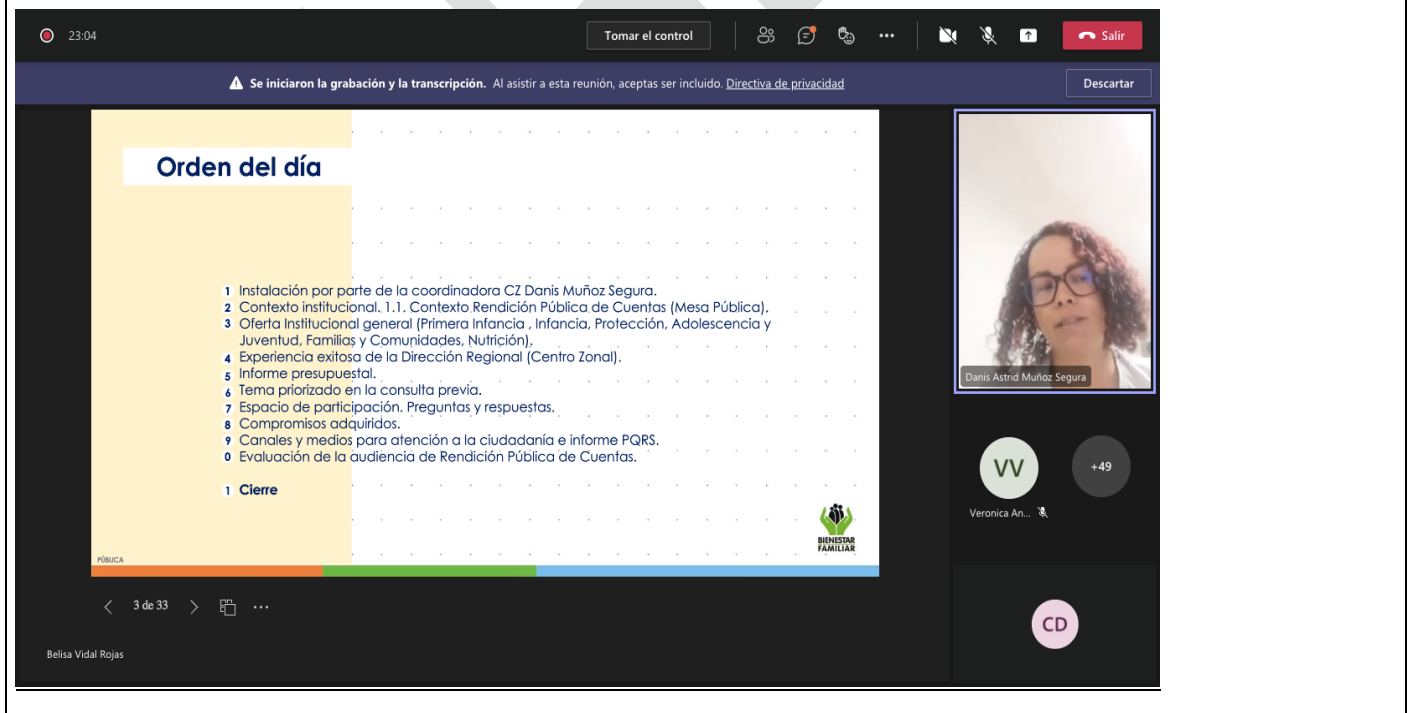 23:04
Tomar el control
Salir
Se iniciaron la grabación y la transcripción. Al asistir a esta reunión, aceptas ser incluido. Directiva de privacidad
Descartar
Orden del día
1 Instalación por parte de la coordinadora CZ Danis Muñoz Segura.
2 Contexto institucional. 1.1. Contexto Rendición Pública de Cuentas (Mesa Pública).
3 Oferta Institucional general (Primera Infancia , Infancia, Protección, Adolescencia y
Juventud, Familias y Comunidades, Nutrición).
4 Experiencia exitosa de la Dirección Regional (Centro Zonal).
5 Informe presupuestal.
6 Tema priorizado en la consulta previa.
7 Espacio de participación. Preguntas y respuestas.
8 Compromisos adquiridos.
9 Canales y medios para atención a la ciudadanía e informe PQRS.
0 Evaluación de la audiencia de Rendición Pública de Cuentas.
1 Cierre
BIENESTAR
FAMILIAR
PÚBLICA
3 de 33
Belisa Vidal Rojas
Danis Astrid Muñoz Segura
VV
+49
Veronica An...
CD